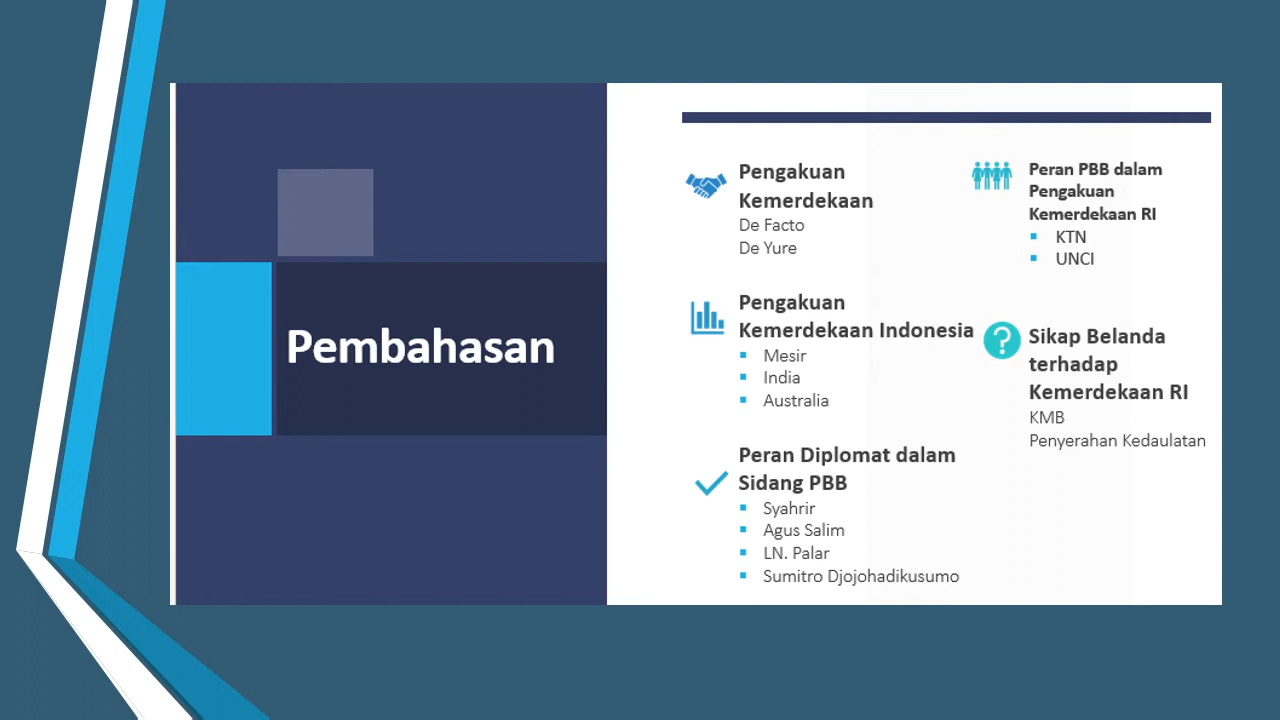 Pembahasan
Pengakuan
Kemerdekaan
De Facto
De Yure
Pengakuan
Kemerdekaan Indonesia
▪ Mesir
▪ India
▪ Australia
Peran Diplomat dalam
Sidang PBB
▪ Syahrir
▪ Agus Salim
▪ LN. Palar
▪ Sumitro Djojohadikusumo
Peran PBB dalam
Pengakuan
Kemerdekaan RI
▪ KTN
▪ UNCI
?
Sikap Belanda
terhadap
Kemerdekaan RI
KMB
Penyerahan Kedaulatan